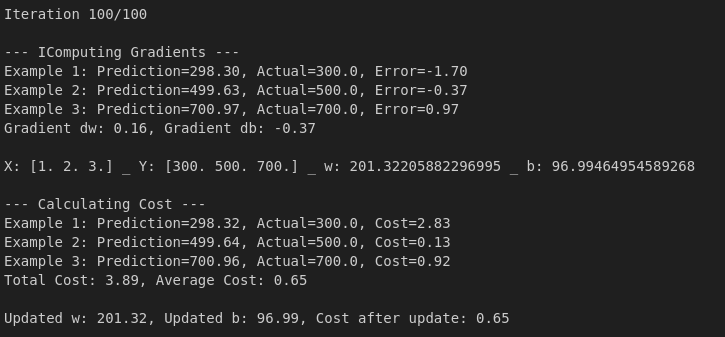 Iteration 100/100
--- IComputing Gradients ---
Example 1: Prediction=298.30, Actual=300.0, Error=-1.70
Example 2: Prediction=499.63, Actual=500.0, Error=-0.37
Example 3: Prediction=700.97, Actual=700.0, Error=0.97
Gradient dw: 0.16, Gradient db: -0.37
X: [1. 2. 3.] _ Y: [300. 500. 700.] _ w: 201.32205882296995 _ b: 96.99464954589268
--- Calculating Cost ---
Example 1: Prediction=298.32, Actual=300.0, Cost=2.83
Example 2: Prediction=499.64, Actual=500.0, Cost=0.13
Example 3: Prediction=700.96, Actual=700.0, Cost=0.92
Total Cost: 3.89, Average Cost: 0.65
Updated w: 201.32, Updated b: 96.99, Cost after update: 0.65